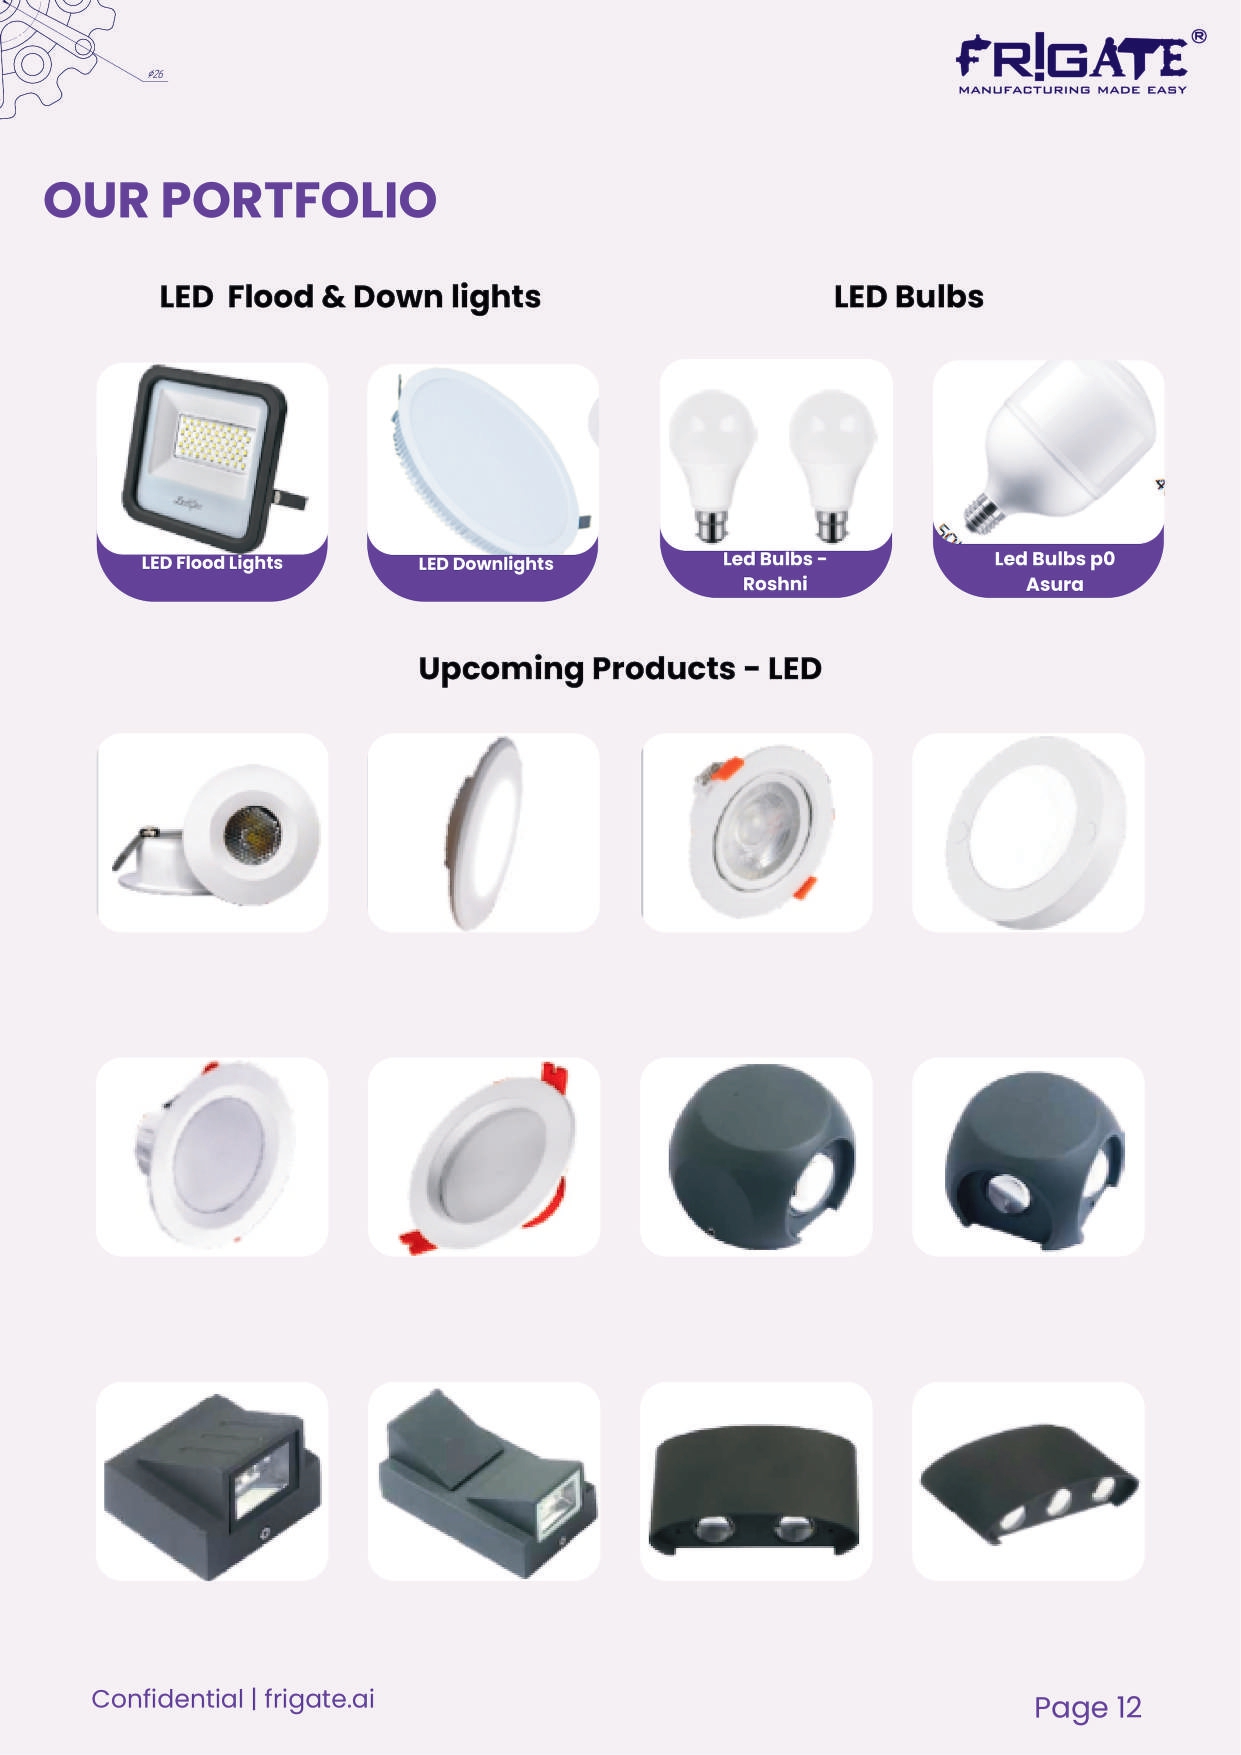 ø26
FR!GATE®
MANUFACTURING MADE EASY
OUR PORTFOLIO
LED Flood & Down lights
LED Bulbs
LED Flood Lights
LED Downlights
Led Bulbs -
Roshni
Led Bulbs p0
Asura
Upcoming Products - LED
Confidential | frigate.ai
Page 12